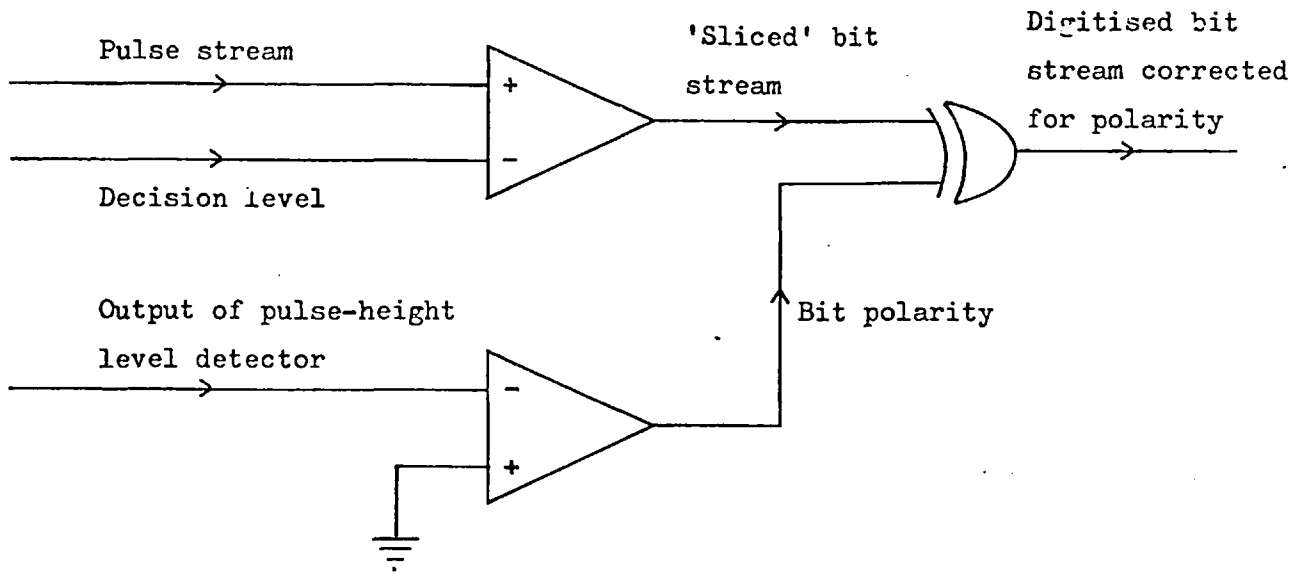 Pulse stream
+
-
Decision level
'Sliced' bit
stream
Digitised bit
stream corrected
for polarity
Output of pulse-height
level detector
-
+
Bit polarity